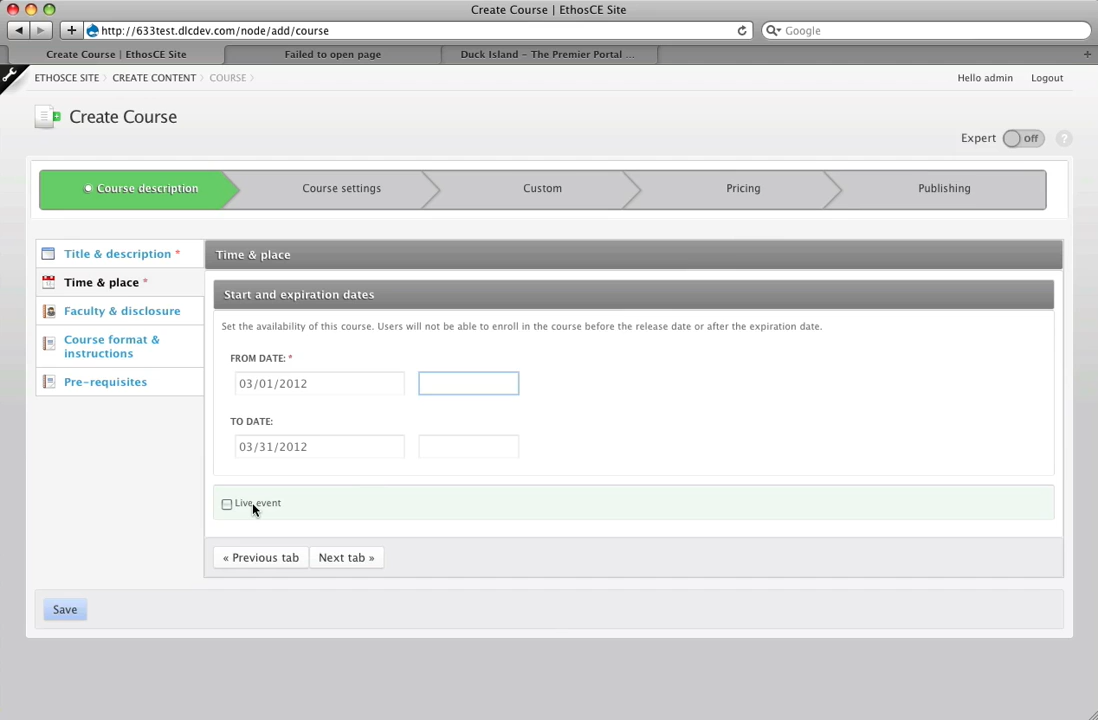 Create Course | EthosCE Site
http://633test.dlcdev.com/node/add/course
Google
Create Course | EthosCE Site
Failed to open page
Duck Island – The Premier Portal ...
ETHOSCE SITE
CREATE CONTENT
COURSE
Hello admin
Logout
Create Course
Expert
off
?
Course description
Course settings
Custom
Pricing
Publishing
Title & description *
Time & place *
Faculty & disclosure
Course format &
instructions
Pre-requisites
Time & place
Start and expiration dates
Set the availability of this course. Users will not be able to enroll in the course before the release date or after the expiration date.
FROM DATE: *
03/01/2012
TO DATE:
03/31/2012
Live event
« Previous tab
Next tab »
Save